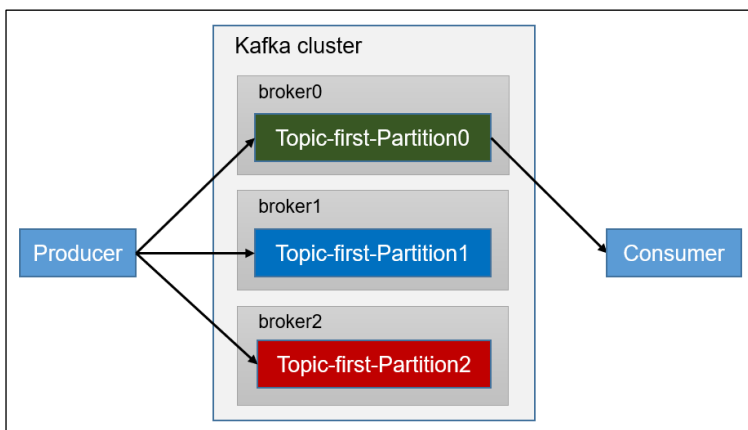 Kafka cluster
broker0
Topic-first-Partition0
broker1
Producer
Topic-first-Partition1
Consumer
broker2
Topic-first-Partition2